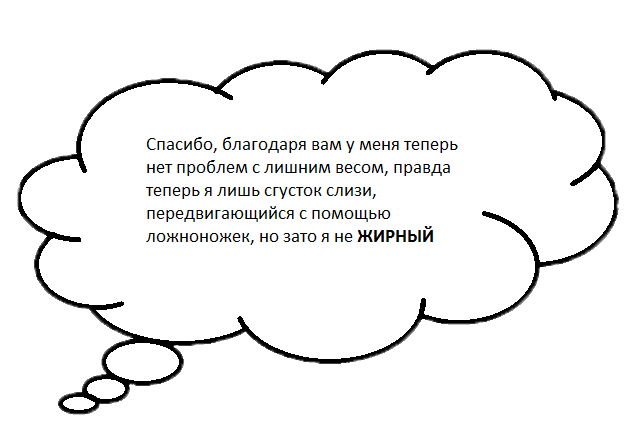 Спасибо, благодаря вам у меня теперь
нет проблем с лишним весом, правда
теперь я лишь сгусток слизи,
передвигающийся с помощью
ложноножек, но зато я не ЖИРНЫЙ